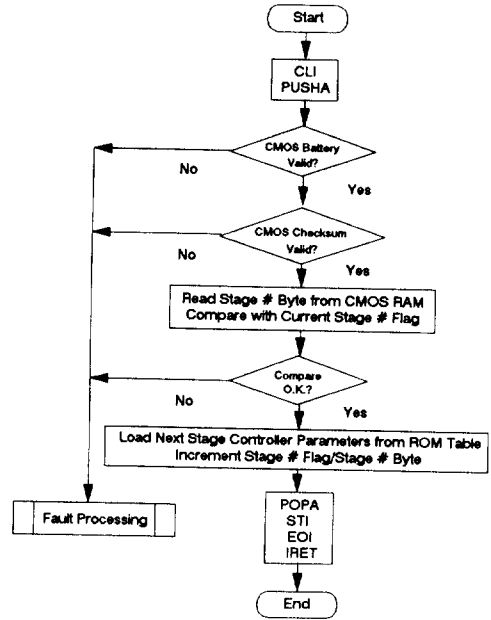 Start
CLI
PUSHA
CMOS Battery
Valid?
No
Yes
CMOS Checksum
Valid?
No
Yes
Read Stage # Byte from CMOS RAM
Compare with Current Stage # Flag
Compare
O.K.?
No
Yes
Load Next Stage Controller Parameters from ROM Table
Increment Stage # Flag/Stage # Byte
Fault Processing
POPA
STI
EOI
IRET
End